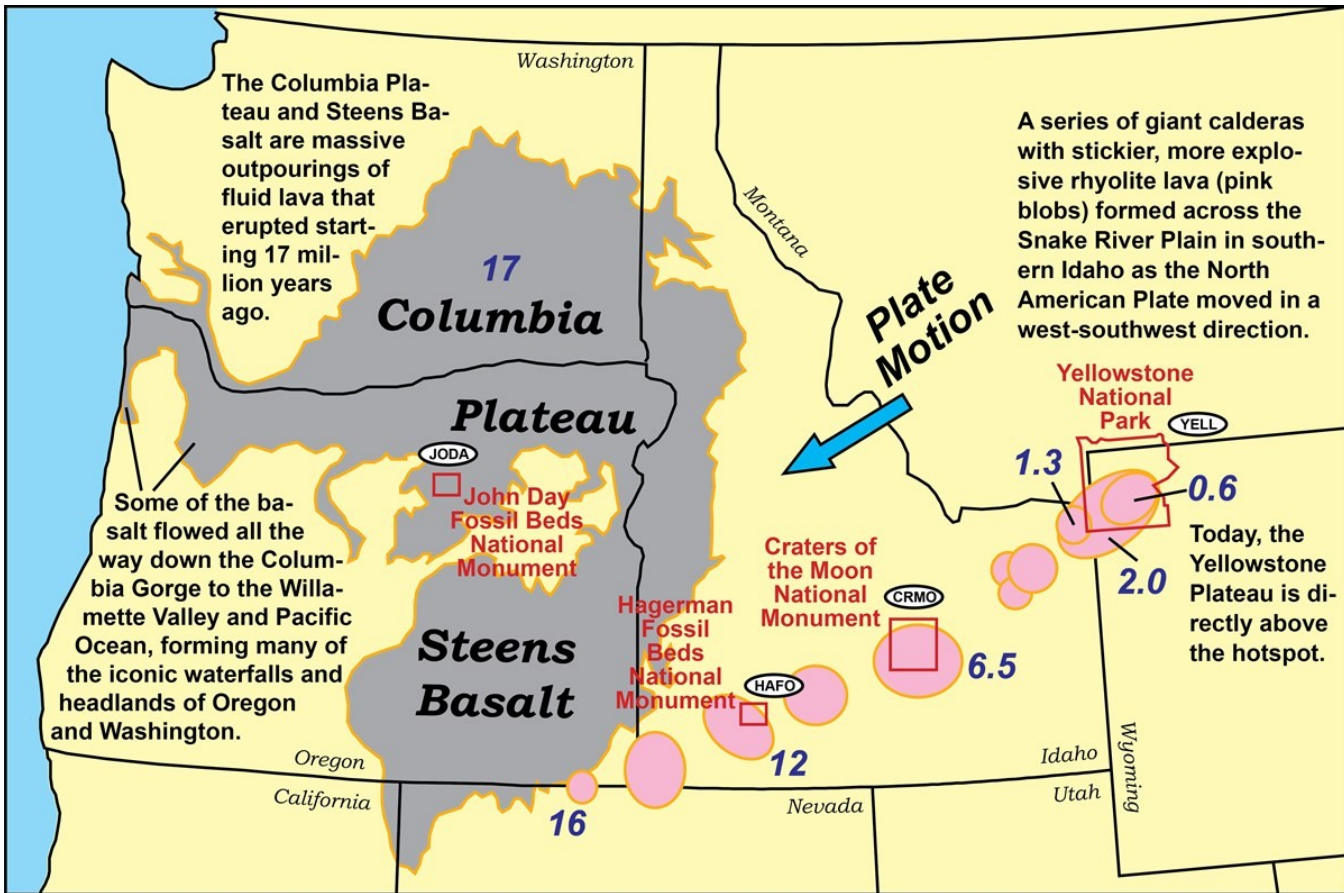 Washington
The Columbia Pla-
teau and Steens Ba-
salt are massive
outpourings of
fluid lava that
erupted start-
ing 17 mil-
lion years
ago.
A series of giant calderas
with stickier, more explo-
sive rhyolite lava (pink
blobs) formed across the
Snake River Plain in south-
ern Idaho as the North
American Plate moved in a
west-southwest direction.
Montana
17
Columbia
Plateau
Plate
Motion
Yellowstone
National
Park
YELL
1.3
0.6
2.0
Today, the
Yellowstone
Plateau is di-
rectly above
the hotspot.
JODA
John Day
Fossil Beds
National
Monument
Some of the ba-
salt flowed all the
way down the Colum-
bia Gorge to the Willa-
mette Valley and Pacific
Ocean, forming many of
the iconic waterfalls and
headlands of Oregon
and Washington.
Craters of
the Moon
National
Monument
CRMO
6.5
Hagerman
Fossil
Beds
National
Monument
HAFO
12
Steens
Basalt
16
Oregon
California
Nevada
Idaho
Utah
Wyoming